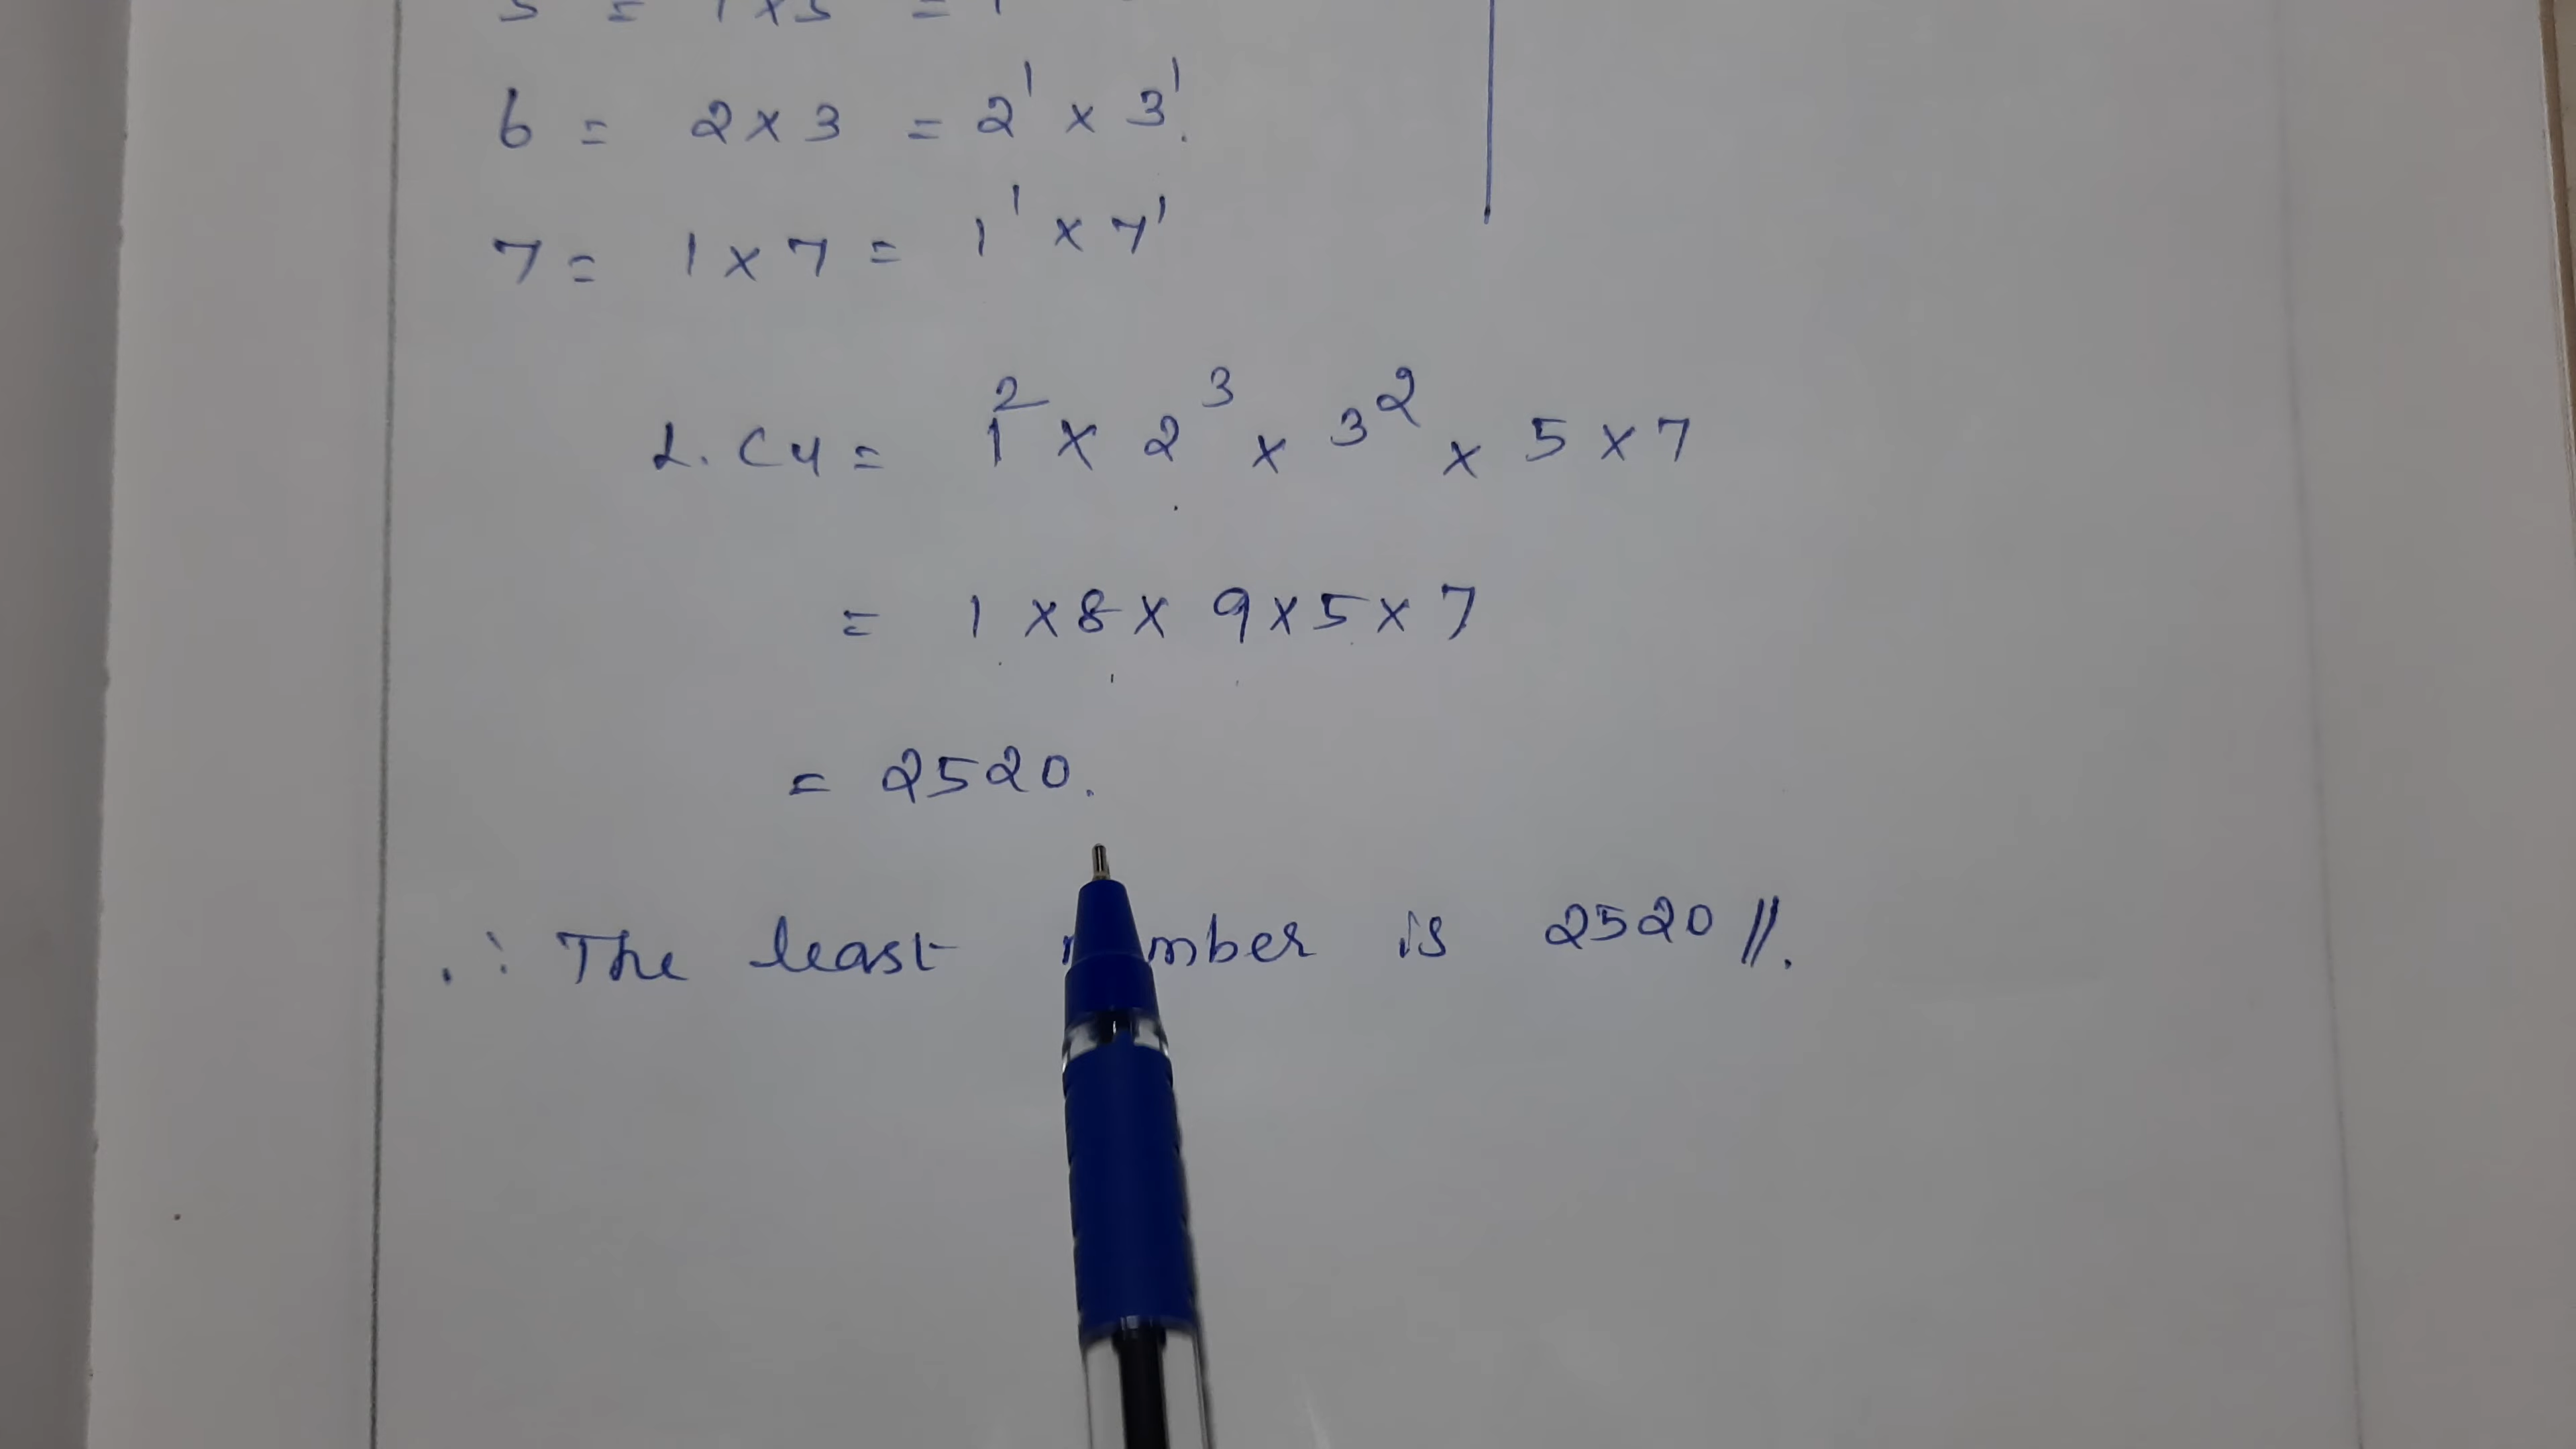 6 = 2 × 3 = 2¹ × 3¹.
7 = 1 × 7 = 1¹ × 7¹
L.CM = 1² × 2³ × 3² × 5 × 7
= 1 × 8 × 9 × 5 × 7
= 2520.
∴ The least is 2520 //.